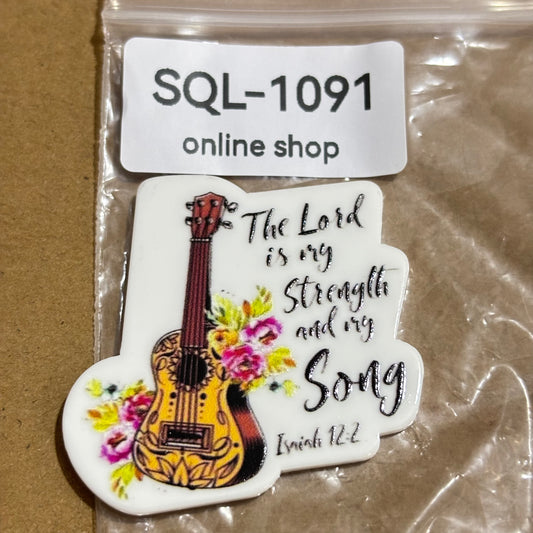 SQL-1091
online shop
The Lord
is my
Strength
and my
Song
Isaiah 12:2